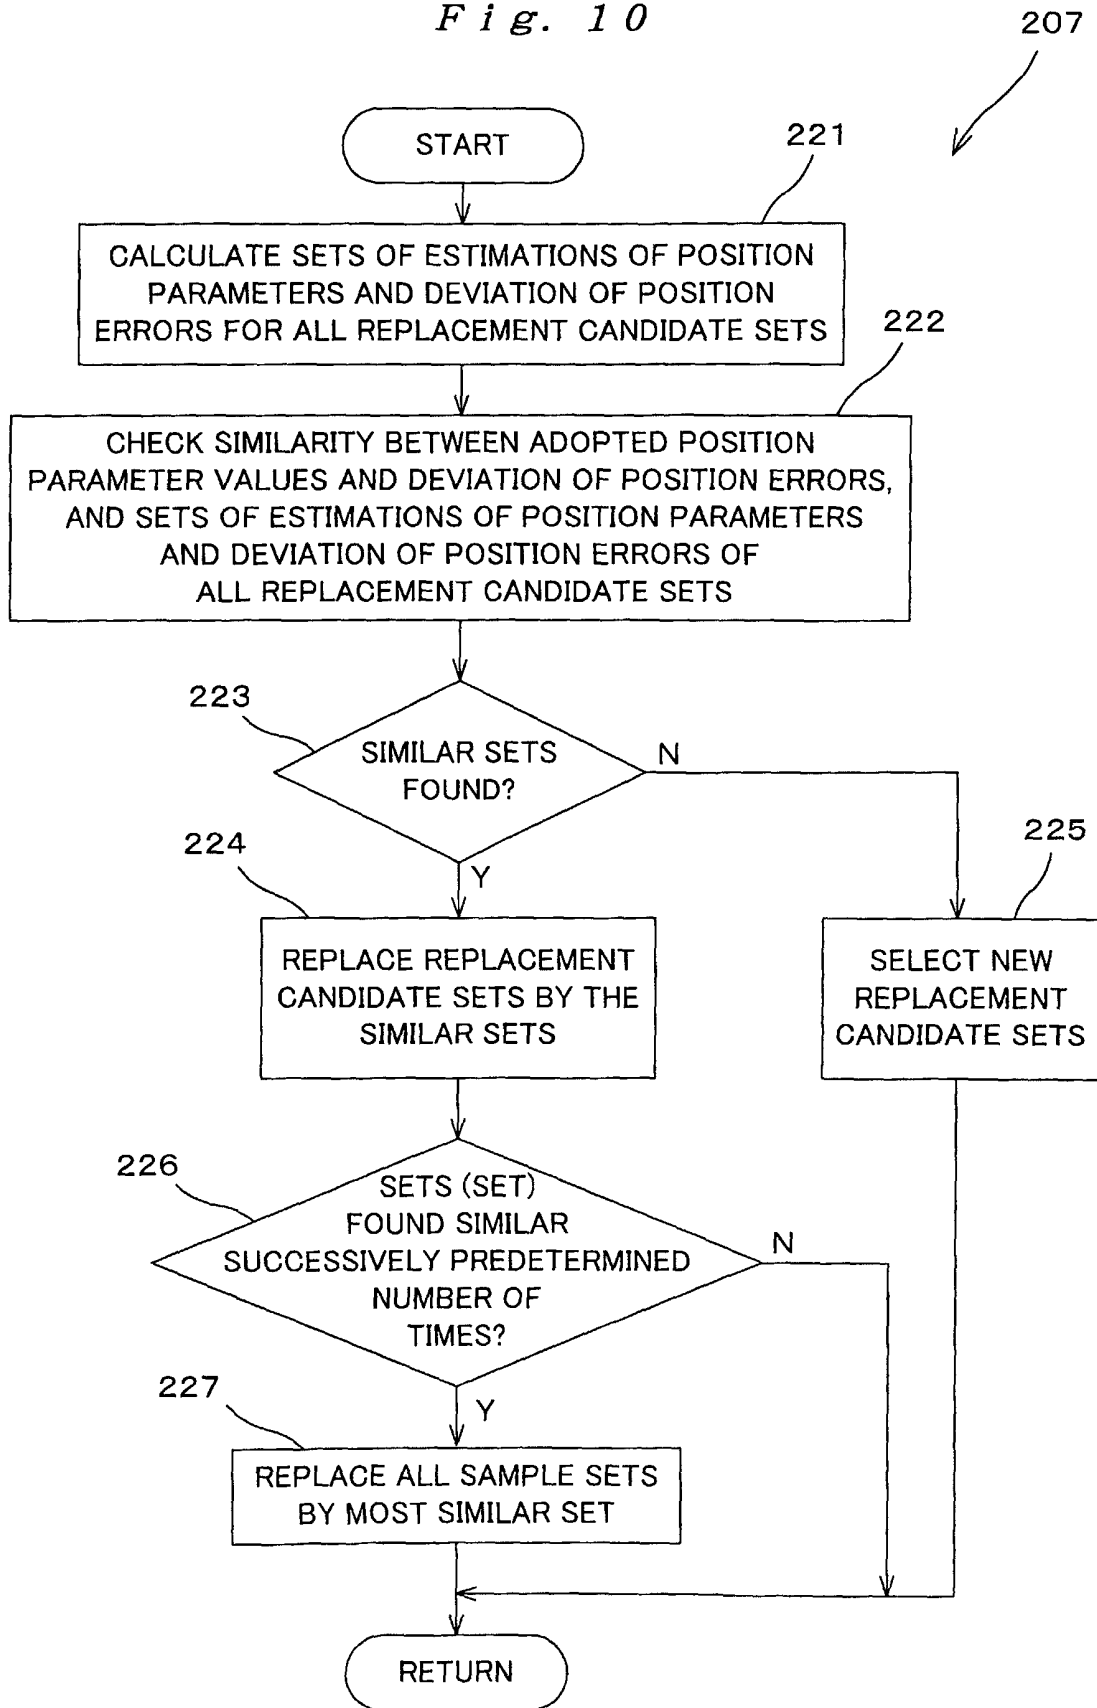 Fig. 10
207
START
221
CALCULATE SETS OF ESTIMATIONS OF POSITION
PARAMETERS AND DEVIATION OF POSITION
ERRORS FOR ALL REPLACEMENT CANDIDATE SETS
222
CHECK SIMILARITY BETWEEN ADOPTED POSITION
PARAMETER VALUES AND DEVIATION OF POSITION ERRORS,
AND SETS OF ESTIMATIONS OF POSITION PARAMETERS
AND DEVIATION OF POSITION ERRORS OF
ALL REPLACEMENT CANDIDATE SETS
223
SIMILAR SETS
FOUND?
N
Y
224
REPLACE REPLACEMENT
CANDIDATE SETS BY THE
SIMILAR SETS
225
SELECT NEW
REPLACEMENT
CANDIDATE SETS
226
SETS (SET)
FOUND SIMILAR
SUCCESSIVELY PREDETERMINED
NUMBER OF
TIMES?
N
Y
227
REPLACE ALL SAMPLE SETS
BY MOST SIMILAR SET
RETURN